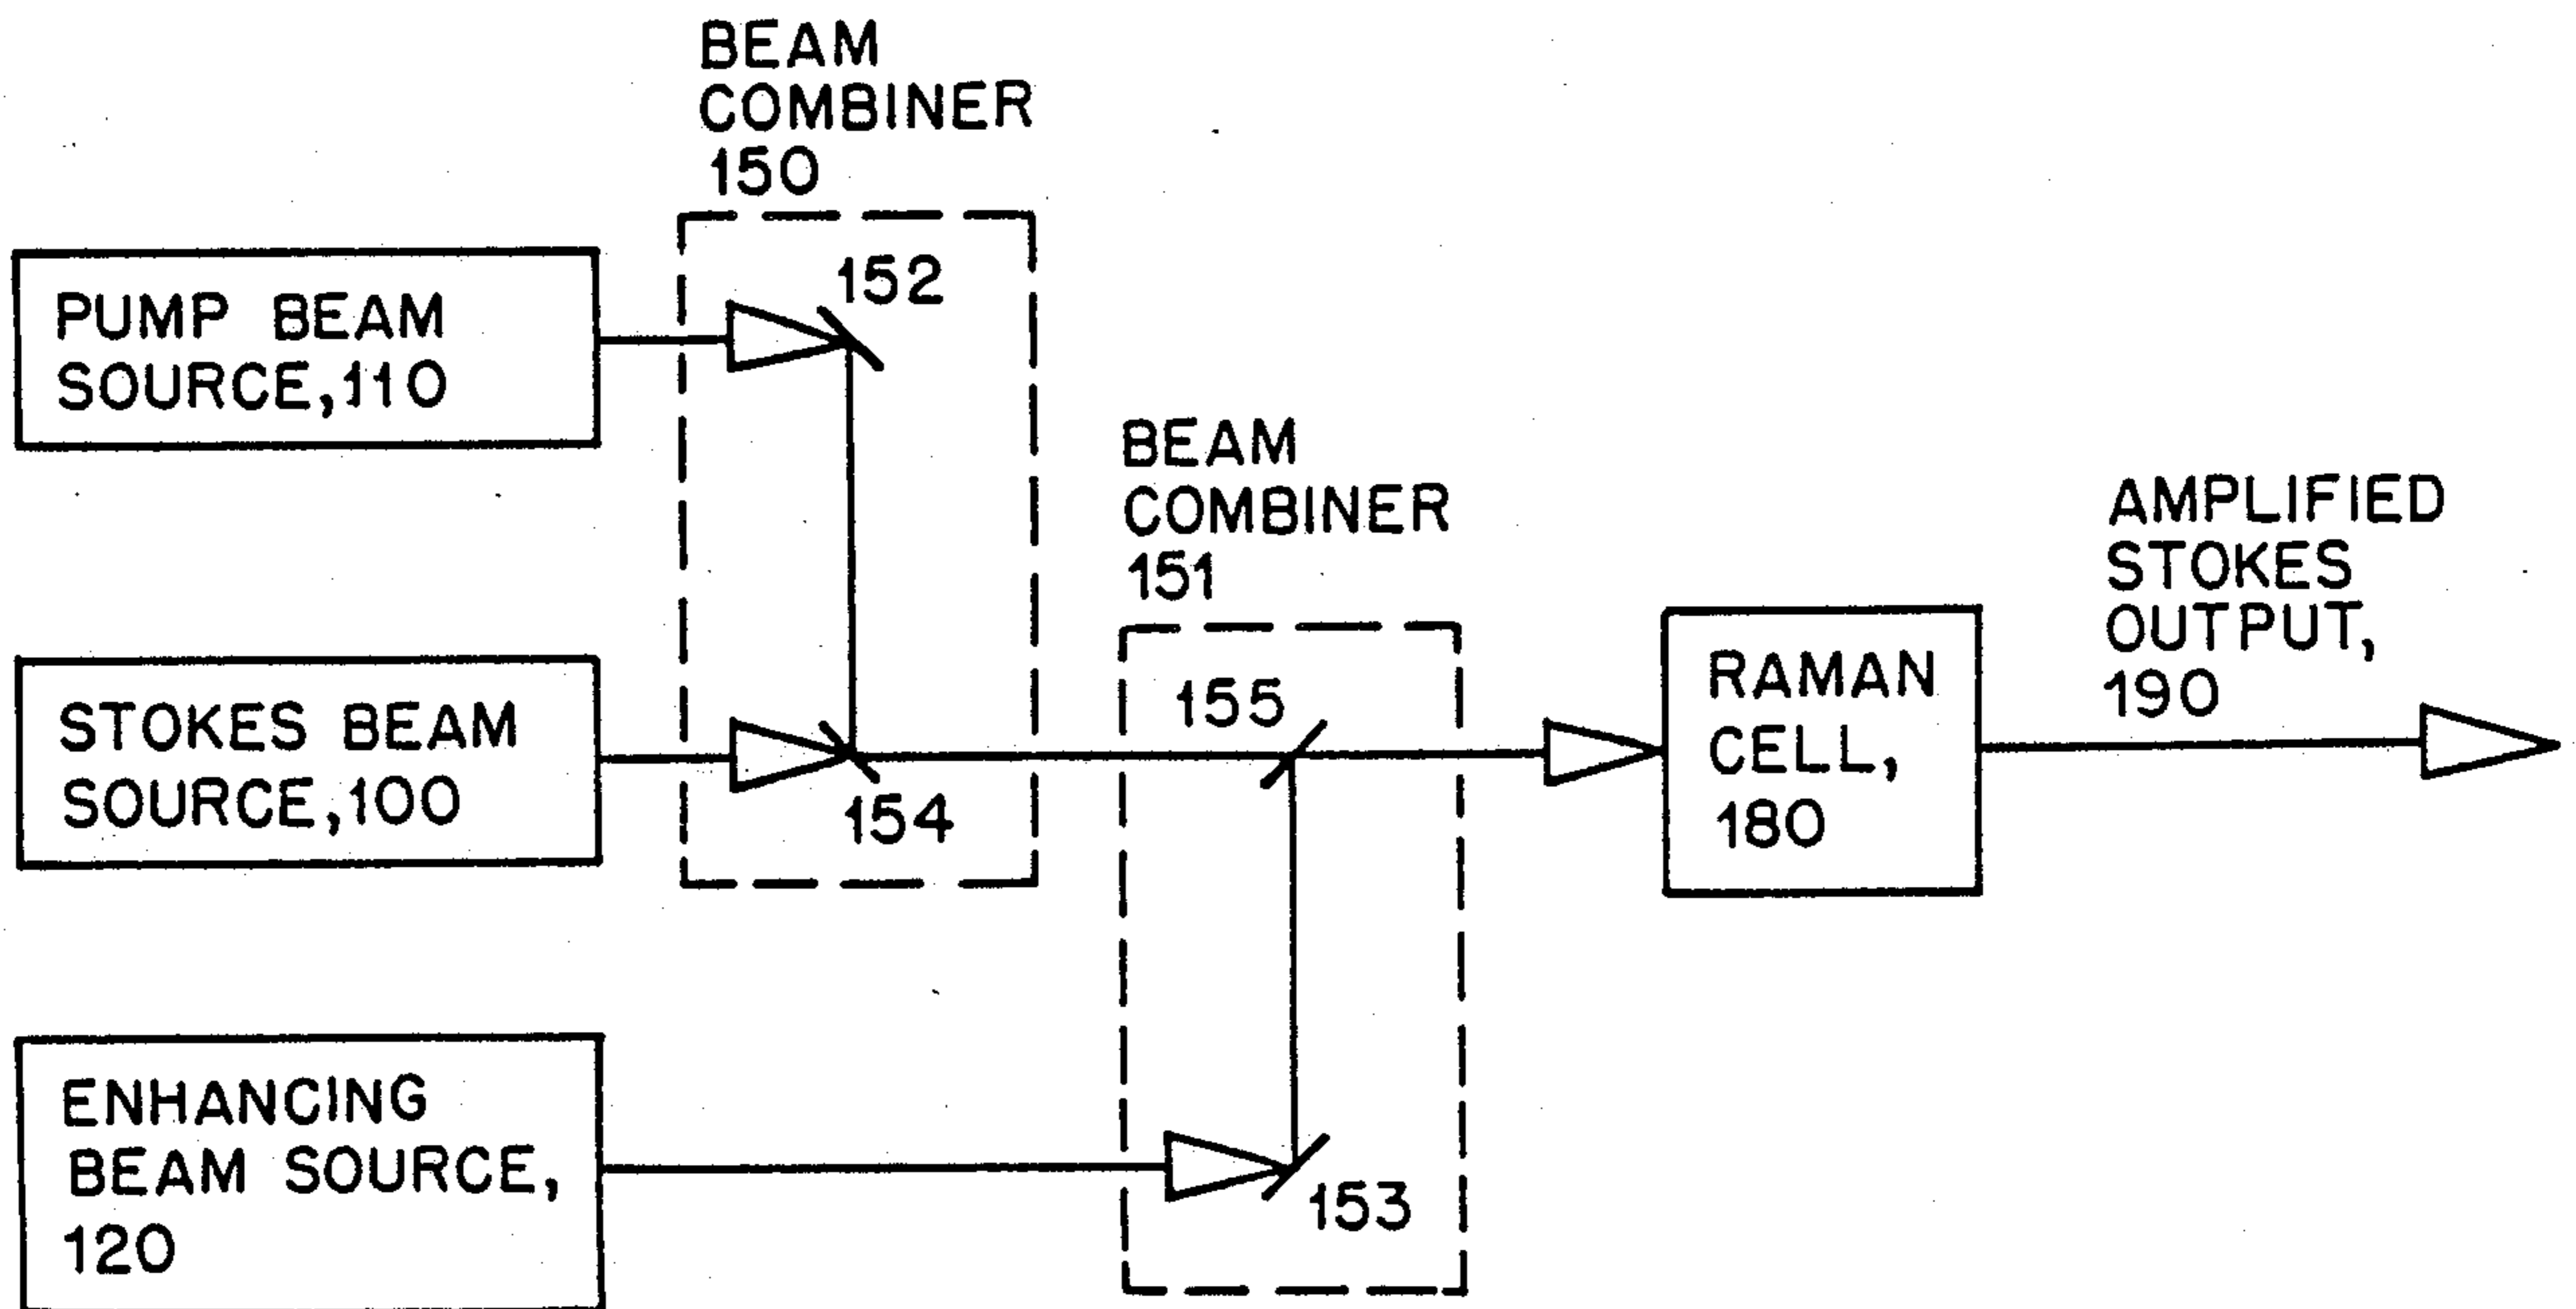 BEAM
COMBINER
150
152
PUMP BEAM
SOURCE,110
BEAM
COMBINER
151
AMPLIFIED
STOKES
OUTPUT,
190
155
STOKES BEAM
SOURCE,100
154
RAMAN
CELL,
180
ENHANCING
BEAM SOURCE,
120
153